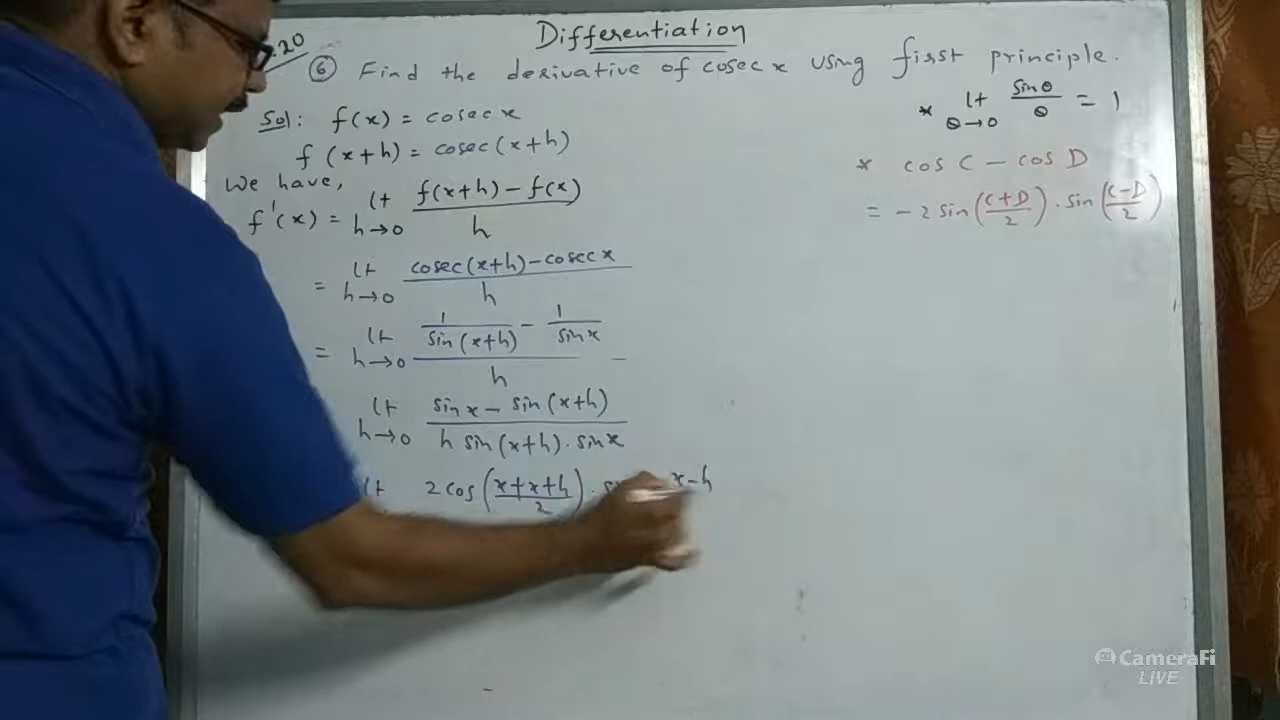 Differentiation
.20
⑥ Find the derivative of cosec x using first principle.
Sol: f(x) = cosec x
f (x+h) = cosec (x+h)
We have,
f'(x) = lt h→0 f(x+h) - f(x) / h
= lt h→0 cosec(x+h) - cosec x / h
= lt h→0 1/sin(x+h) - 1/sin x / h
lt h→0 sin x - sin(x+h) / h sin(x+h) . sin x
lt 2 cos (x+x+h / 2) . x-h
* lt θ→0 sin θ / θ = 1
* cos C - cos D
= -2 sin (C+D / 2) . sin (C-D / 2)
CameraFi
LIVE